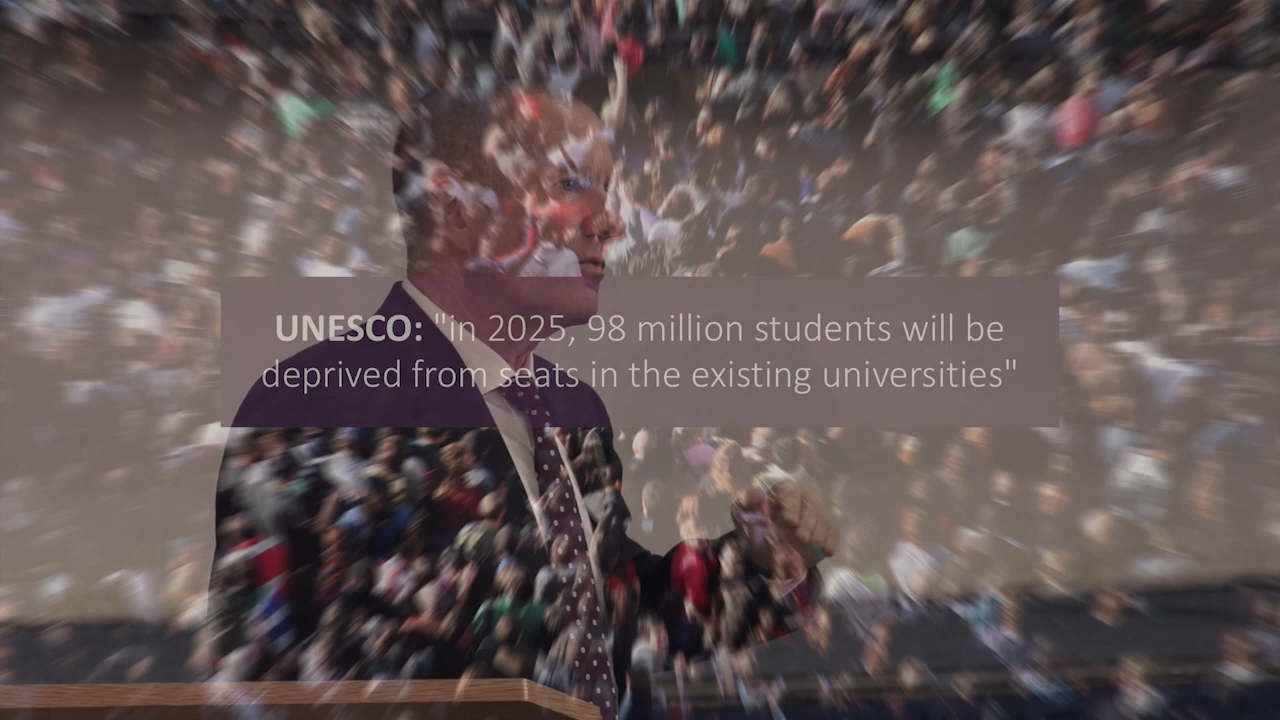 UNESCO: "in 2025, 98 million students will be
deprived from seats in the existing universities"